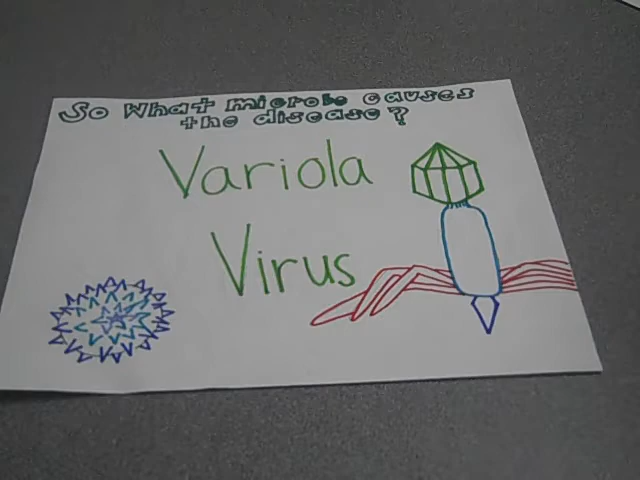 So What microbe causes
the disease?
Variola
Virus